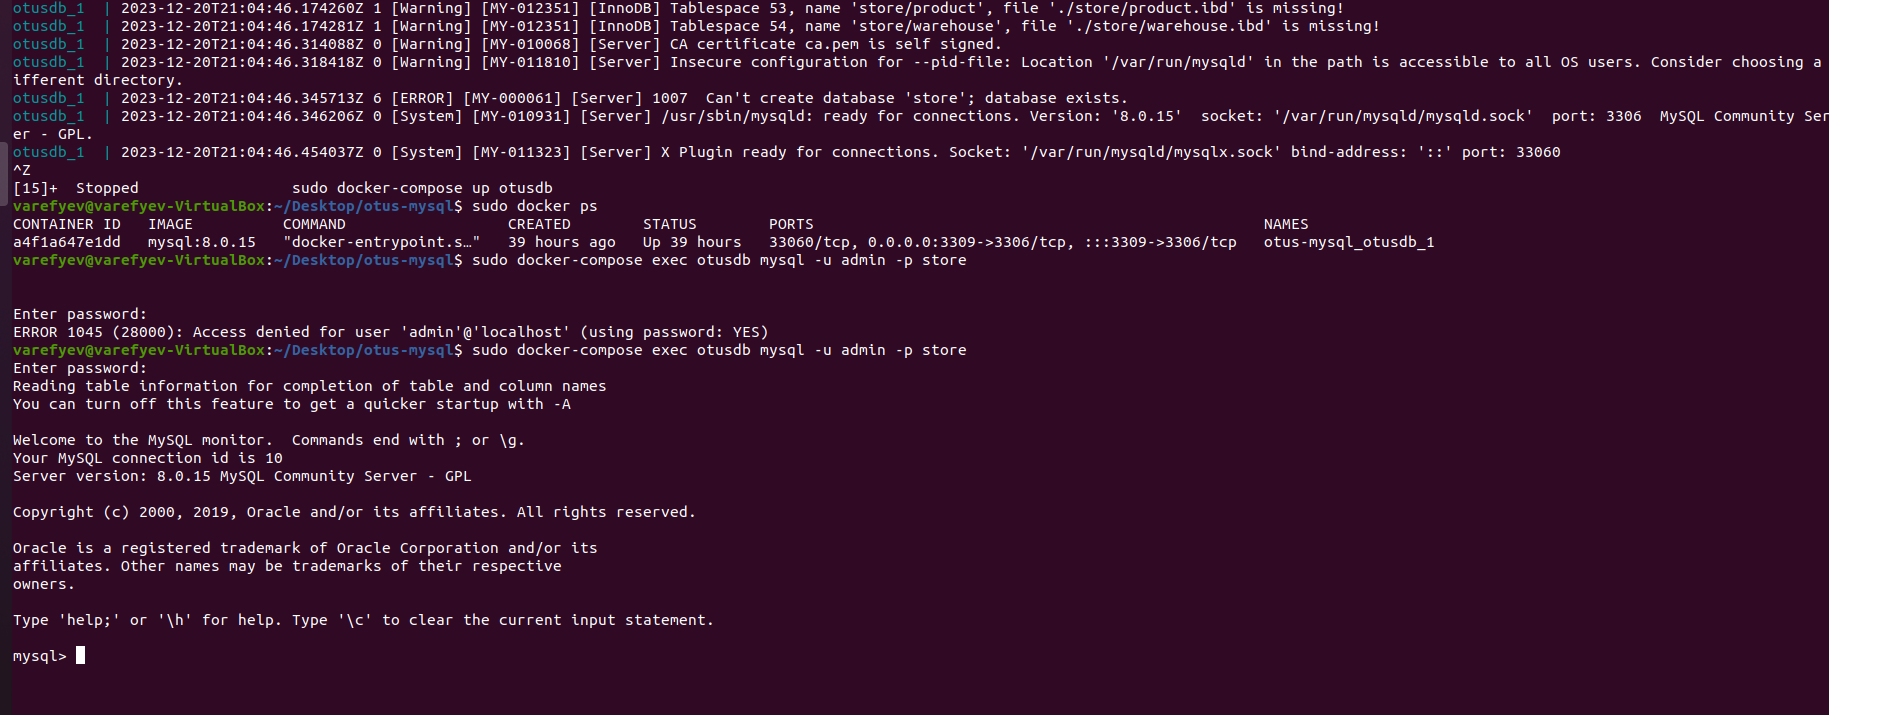 otusdb_1  | 2023-12-20T21:04:46.174260Z 1 [Warning] [MY-012351] [InnoDB] Tablespace 53, name 'store/product', file './store/product.ibd' is missing!
otusdb_1  | 2023-12-20T21:04:46.174281Z 1 [Warning] [MY-012351] [InnoDB] Tablespace 54, name 'store/warehouse', file './store/warehouse.ibd' is missing!
otusdb_1  | 2023-12-20T21:04:46.314088Z 0 [Warning] [MY-010068] [Server] CA certificate ca.pem is self signed.
otusdb_1  | 2023-12-20T21:04:46.318418Z 0 [Warning] [MY-011810] [Server] Insecure configuration for --pid-file: Location '/var/run/mysqld' in the path is accessible to all OS users. Consider choosing a
ifferent directory.
otusdb_1  | 2023-12-20T21:04:46.345713Z 6 [ERROR] [MY-000061] [Server] 1007  Can't create database 'store'; database exists.
otusdb_1  | 2023-12-20T21:04:46.346206Z 0 [System] [MY-010931] [Server] /usr/sbin/mysqld: ready for connections. Version: '8.0.15'  socket: '/var/run/mysqld/mysqld.sock'  port: 3306  MySQL Community Ser
er - GPL.
otusdb_1  | 2023-12-20T21:04:46.454037Z 0 [System] [MY-011323] [Server] X Plugin ready for connections. Socket: '/var/run/mysqld/mysqlx.sock' bind-address: '::' port: 33060
^Z
[15]+  Stopped                 sudo docker-compose up otusdb
varefyev@varefyev-VirtualBox:~/Desktop/otus-mysql$ sudo docker ps
CONTAINER ID   IMAGE          COMMAND                  CREATED        STATUS        PORTS                                                  NAMES
a4f1a647e1dd   mysql:8.0.15   "docker-entrypoint.s…"   39 hours ago   Up 39 hours   33060/tcp, 0.0.0.0:3309->3306/tcp, :::3309->3306/tcp   otus-mysql_otusdb_1
varefyev@varefyev-VirtualBox:~/Desktop/otus-mysql$ sudo docker-compose exec otusdb mysql -u admin -p store
Enter password:
ERROR 1045 (28000): Access denied for user 'admin'@'localhost' (using password: YES)
varefyev@varefyev-VirtualBox:~/Desktop/otus-mysql$ sudo docker-compose exec otusdb mysql -u admin -p store
Enter password:
Reading table information for completion of table and column names
You can turn off this feature to get a quicker startup with -A
Welcome to the MySQL monitor.  Commands end with ; or \g.
Your MySQL connection id is 10
Server version: 8.0.15 MySQL Community Server - GPL
Copyright (c) 2000, 2019, Oracle and/or its affiliates. All rights reserved.
Oracle is a registered trademark of Oracle Corporation and/or its
affiliates. Other names may be trademarks of their respective
owners.
Type 'help;' or '\h' for help. Type '\c' to clear the current input statement.
mysql>